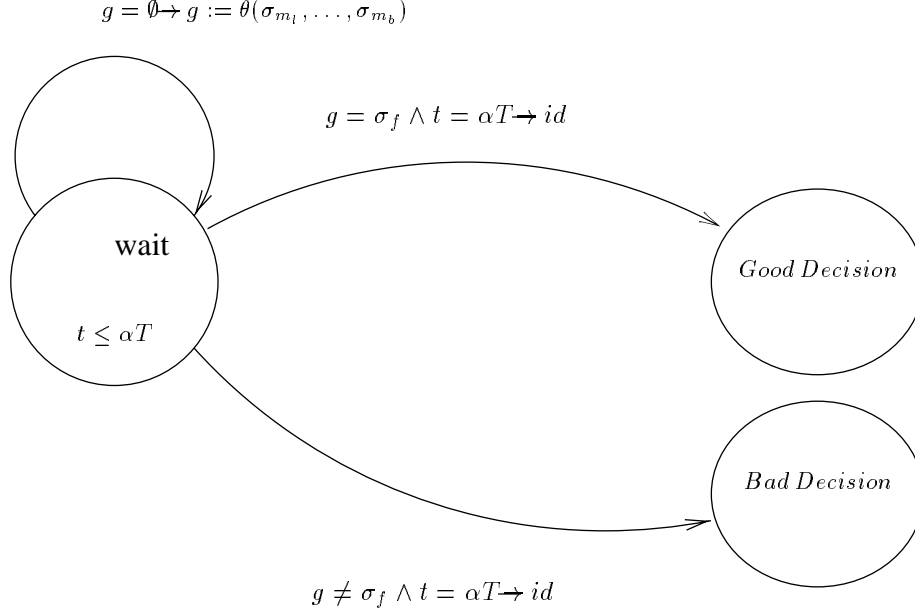 g = ∅ → g := θ(σ_{m_l}, . . . , σ_{m_b})
g = σ_f ∧ t = αT → id
wait
t ≤ αT
Good Decision
Bad Decision
g ≠ σ_f ∧ t = αT → id